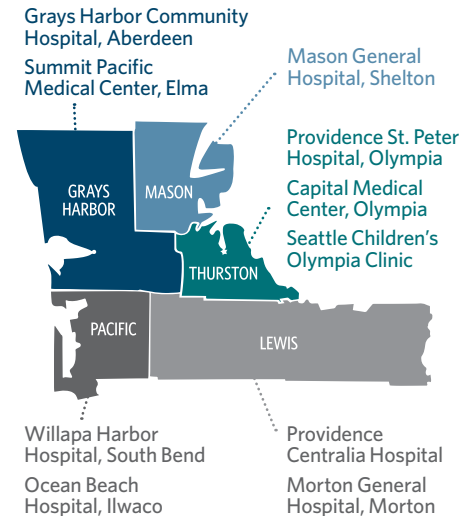 Grays Harbor Community
Hospital, Aberdeen
Summit Pacific
Medical Center, Elma
Mason General
Hospital, Shelton
Providence St. Peter
Hospital, Olympia
Capital Medical
Center, Olympia
Seattle Children's
Olympia Clinic
GRAYS
HARBOR
MASON
THURSTON
PACIFIC
LEWIS
Willapa Harbor
Hospital, South Bend
Ocean Beach
Hospital, Ilwaco
Providence
Centralia Hospital
Morton General
Hospital, Morton